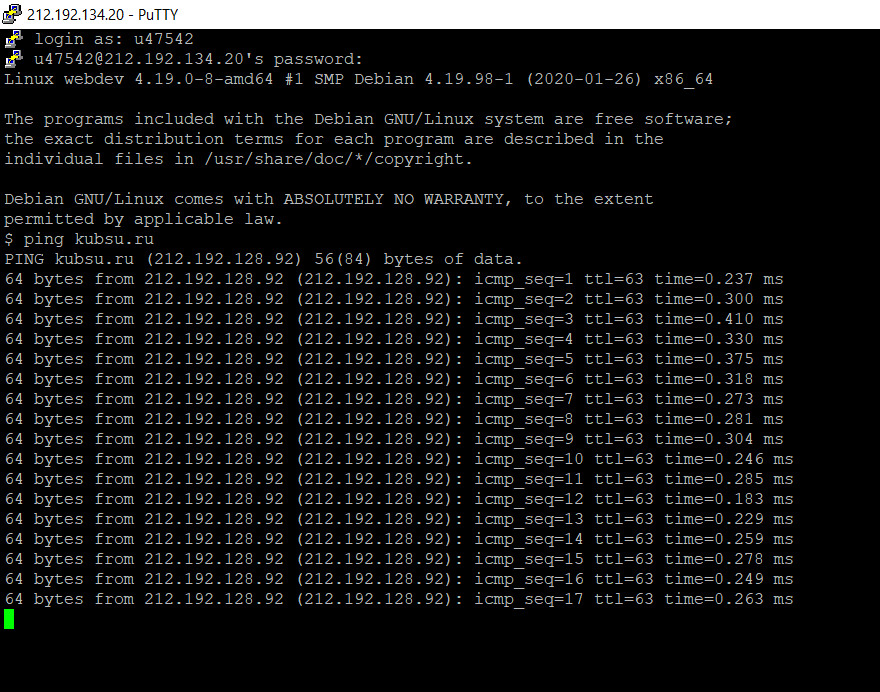 212.192.134.20 - PuTTY
login as: u47542
u47542@212.192.134.20's password:
Linux webdev 4.19.0-8-amd64 #1 SMP Debian 4.19.98-1 (2020-01-26) x86_64
The programs included with the Debian GNU/Linux system are free software;
the exact distribution terms for each program are described in the
individual files in /usr/share/doc/*/copyright.
Debian GNU/Linux comes with ABSOLUTELY NO WARRANTY, to the extent
permitted by applicable law.
$ ping kubsu.ru
PING kubsu.ru (212.192.128.92) 56(84) bytes of data.
64 bytes from 212.192.128.92 (212.192.128.92): icmp_seq=1 ttl=63 time=0.237 ms
64 bytes from 212.192.128.92 (212.192.128.92): icmp_seq=2 ttl=63 time=0.300 ms
64 bytes from 212.192.128.92 (212.192.128.92): icmp_seq=3 ttl=63 time=0.410 ms
64 bytes from 212.192.128.92 (212.192.128.92): icmp_seq=4 ttl=63 time=0.330 ms
64 bytes from 212.192.128.92 (212.192.128.92): icmp_seq=5 ttl=63 time=0.375 ms
64 bytes from 212.192.128.92 (212.192.128.92): icmp_seq=6 ttl=63 time=0.318 ms
64 bytes from 212.192.128.92 (212.192.128.92): icmp_seq=7 ttl=63 time=0.273 ms
64 bytes from 212.192.128.92 (212.192.128.92): icmp_seq=8 ttl=63 time=0.281 ms
64 bytes from 212.192.128.92 (212.192.128.92): icmp_seq=9 ttl=63 time=0.304 ms
64 bytes from 212.192.128.92 (212.192.128.92): icmp_seq=10 ttl=63 time=0.246 ms
64 bytes from 212.192.128.92 (212.192.128.92): icmp_seq=11 ttl=63 time=0.285 ms
64 bytes from 212.192.128.92 (212.192.128.92): icmp_seq=12 ttl=63 time=0.183 ms
64 bytes from 212.192.128.92 (212.192.128.92): icmp_seq=13 ttl=63 time=0.229 ms
64 bytes from 212.192.128.92 (212.192.128.92): icmp_seq=14 ttl=63 time=0.259 ms
64 bytes from 212.192.128.92 (212.192.128.92): icmp_seq=15 ttl=63 time=0.278 ms
64 bytes from 212.192.128.92 (212.192.128.92): icmp_seq=16 ttl=63 time=0.249 ms
64 bytes from 212.192.128.92 (212.192.128.92): icmp_seq=17 ttl=63 time=0.263 ms